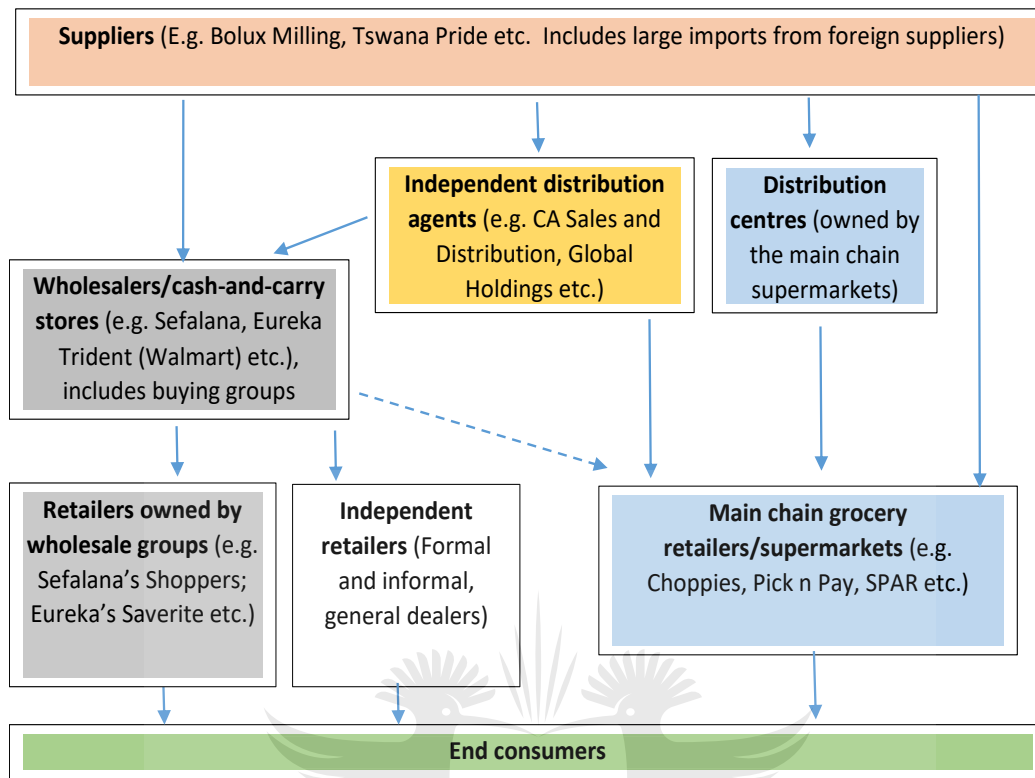 Suppliers (E.g. Bolux Milling, Tswana Pride etc. Includes large imports from foreign suppliers)
Independent distribution
agents (e.g. CA Sales and
Distribution, Global
Holdings etc.)
Distribution
centres (owned by
the main chain
supermarkets)
Wholesalers/cash-and-carry
stores (e.g. Sefalana, Eureka
Trident (Walmart) etc.),
includes buying groups
Retailers owned by
wholesale groups (e.g.
Sefalana’s Shoppers;
Eureka’s Saverite etc.)
Independent
retailers (Formal
and informal,
general dealers)
Main chain grocery
retailers/supermarkets (e.g.
Choppies, Pick n Pay, SPAR etc.)
End consumers